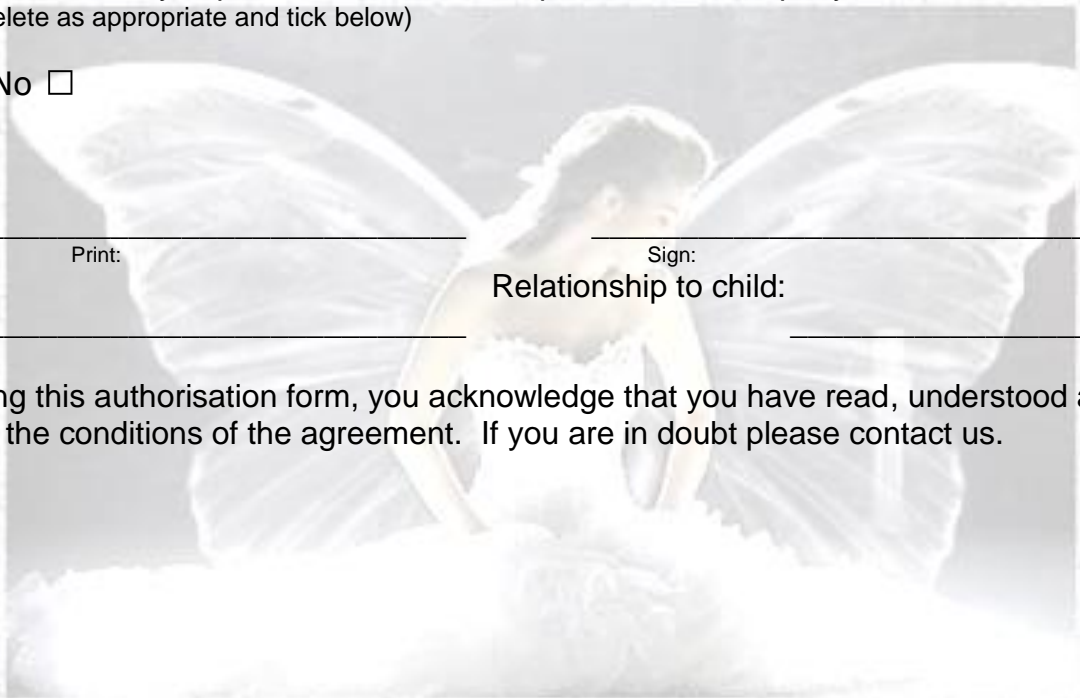 elete as appropriate and tick below)
No ☐
Print: Sign:
Relationship to child:
ng this authorisation form, you acknowledge that you have read, understood a
the conditions of the agreement. If you are in doubt please contact us.